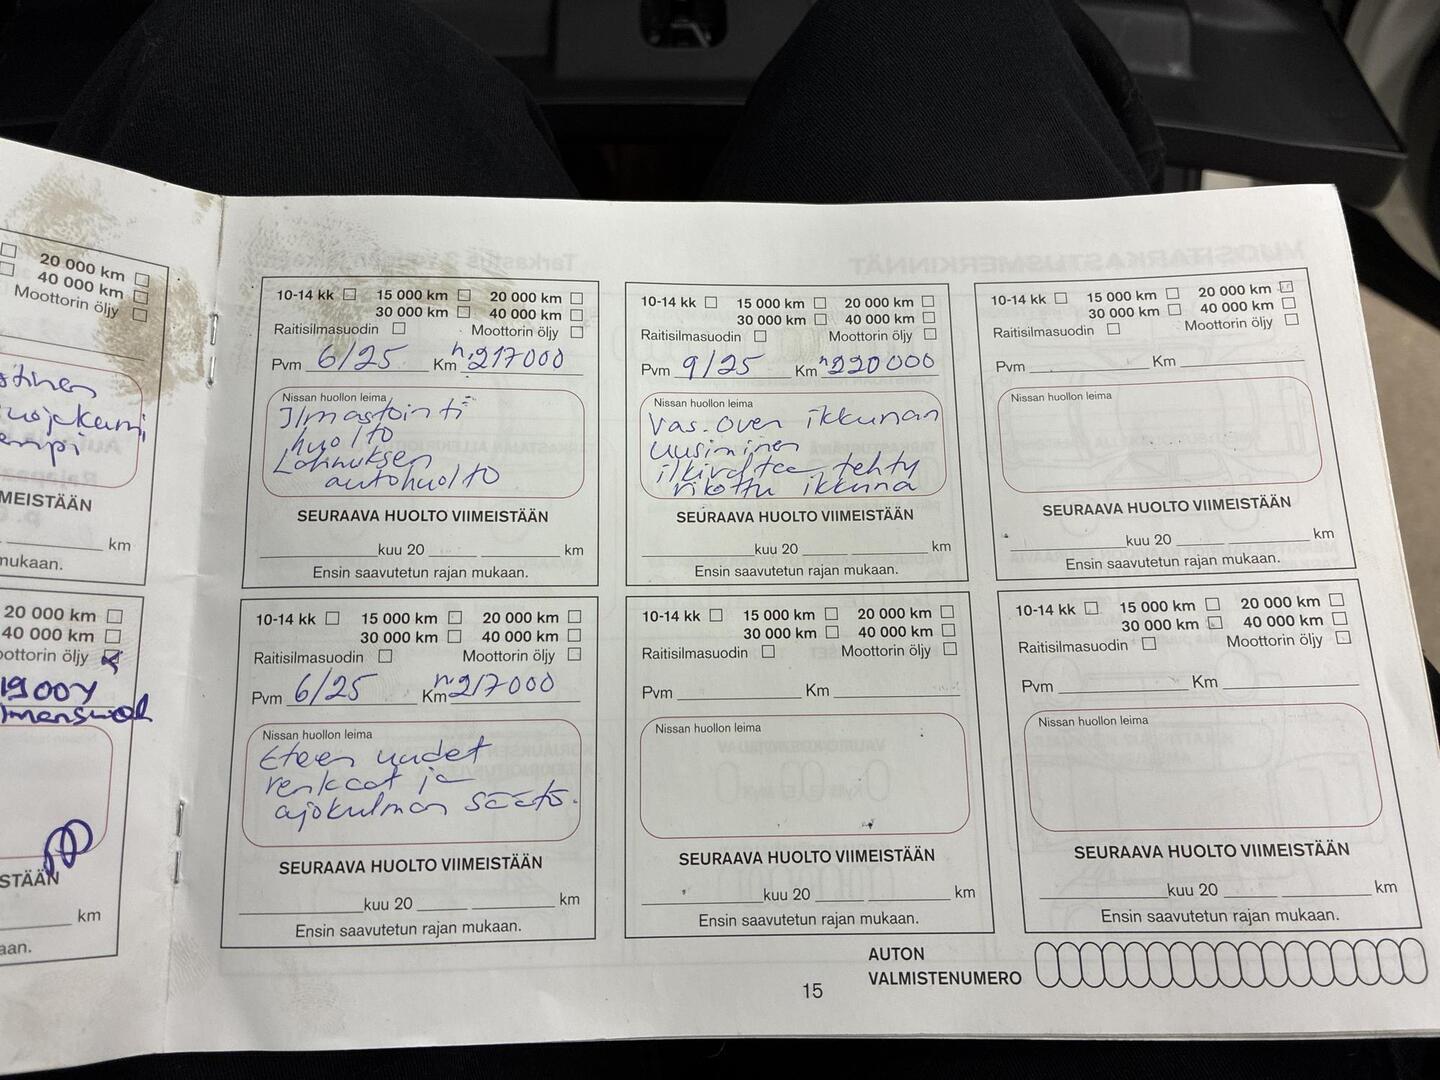 20 000 km
40 000 km
Moottorin öljy
MEISTÄÄN
km
mukaan.
20 000 km
40 000 km
oottorin öljy
STÄÄN
km
aan.
10-14 kk 15 000 km 20 000 km
30 000 km 40 000 km
Raitisilmasuodin Moottorin öljy
Pvm 6/25 Km n.217000
Nissan huollon leima
Ilmastointi
huolto
Lohnuksen
autohuolto
SEURAAVA HUOLTO VIIMEISTÄÄN
kuu 20 km
Ensin saavutetun rajan mukaan.
10-14 kk 15 000 km 20 000 km
30 000 km 40 000 km
Raitisilmasuodin Moottorin öljy
Pvm 9/25 Km n220000
Nissan huollon leima
Vas. oven ikkunan
uusiminen
ilkivaltaa tehty
rikottu ikkuna
SEURAAVA HUOLTO VIIMEISTÄÄN
kuu 20 km
Ensin saavutetun rajan mukaan.
10-14 kk 15 000 km 20 000 km
30 000 km 40 000 km
Raitisilmasuodin Moottorin öljy
Pvm Km
Nissan huollon leima
SEURAAVA HUOLTO VIIMEISTÄÄN
kuu 20 km
Ensin saavutetun rajan mukaan.
10-14 kk 15 000 km 20 000 km
30 000 km 40 000 km
Raitisilmasuodin Moottorin öljy
Pvm 6/25 Km n.217000
Nissan huollon leima
Eteen uudet
renkaat ja
ajokulman säätö.
SEURAAVA HUOLTO VIIMEISTÄÄN
kuu 20 km
Ensin saavutetun rajan mukaan.
10-14 kk 15 000 km 20 000 km
30 000 km 40 000 km
Raitisilmasuodin Moottorin öljy
Pvm Km
Nissan huollon leima
SEURAAVA HUOLTO VIIMEISTÄÄN
kuu 20 km
Ensin saavutetun rajan mukaan.
10-14 kk 15 000 km 20 000 km
30 000 km 40 000 km
Raitisilmasuodin Moottorin öljy
Pvm Km
Nissan huollon leima
SEURAAVA HUOLTO VIIMEISTÄÄN
kuu 20 km
Ensin saavutetun rajan mukaan.
AUTON
VALMISTENUMERO
15